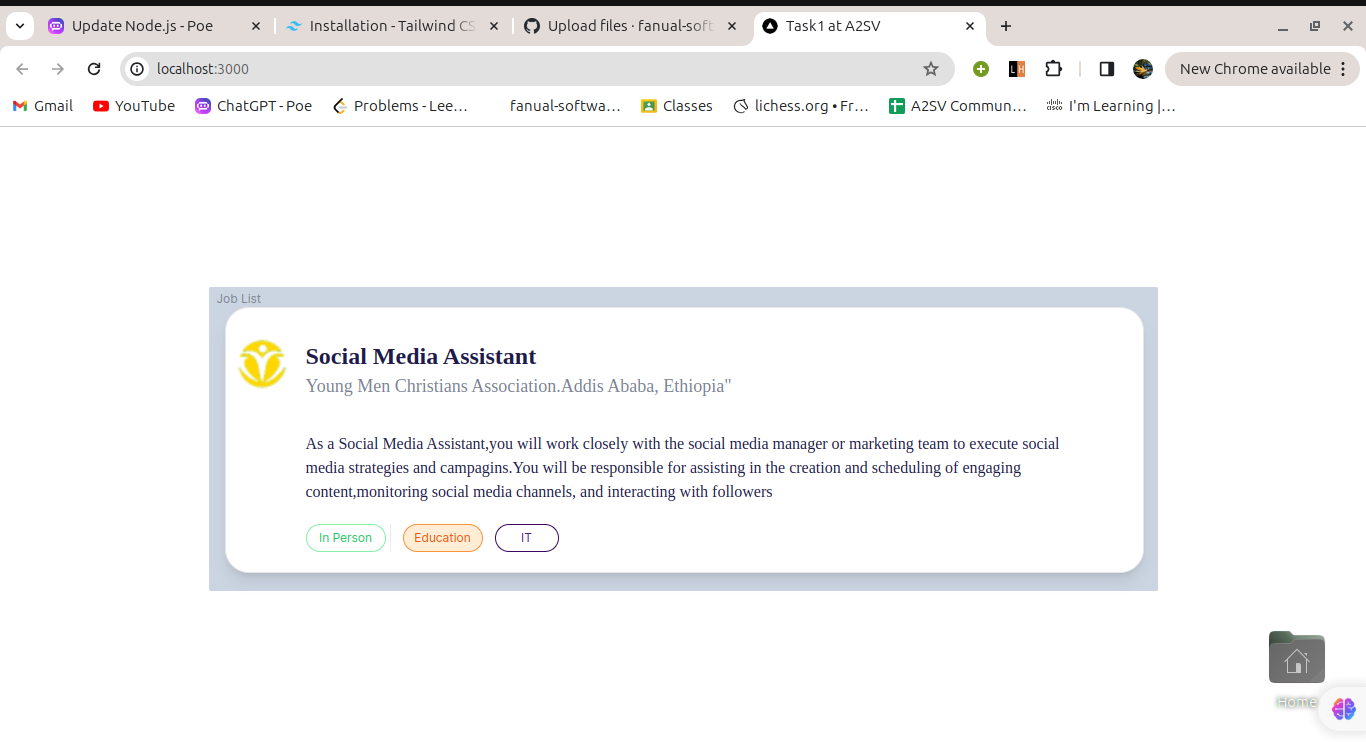 Update Node.js - Poe
Installation - Tailwind CS
Upload files · fanual-soft
Task1 at A2SV
localhost:3000
New Chrome available
Gmail
YouTube
ChatGPT - Poe
Problems - Lee…
fanual-softwa…
Classes
lichess.org • Fr…
A2SV Commun…
I'm Learning |…
Job List
Social Media Assistant
Young Men Christians Association.Addis Ababa, Ethiopia"
As a Social Media Assistant,you will work closely with the social media manager or marketing team to execute social
media strategies and campagins.You will be responsible for assisting in the creation and scheduling of engaging
content,monitoring social media channels, and interacting with followers
In Person
Education
IT
Home